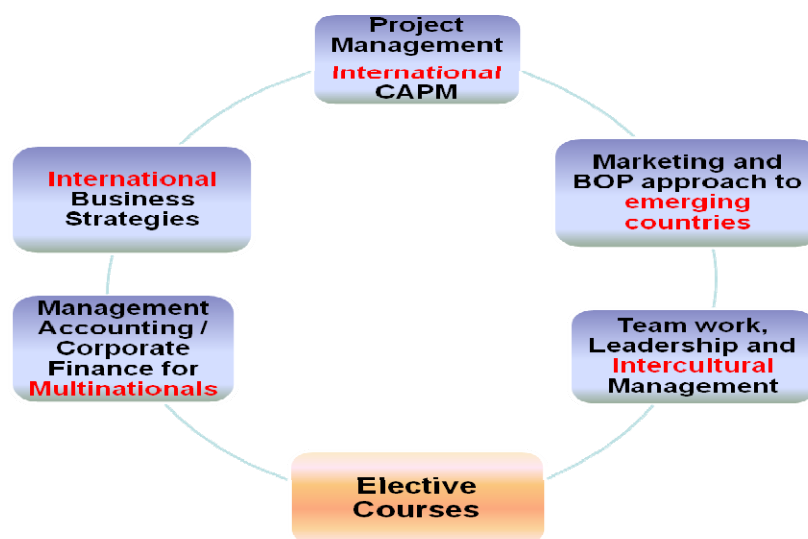 Project
Management
International
CAPM
Marketing and
BOP approach to
emerging
countries
Team work,
Leadership and
Intercultural
Management
Elective
Courses
Management
Accounting /
Corporate
Finance for
Multinationals
International
Business
Strategies